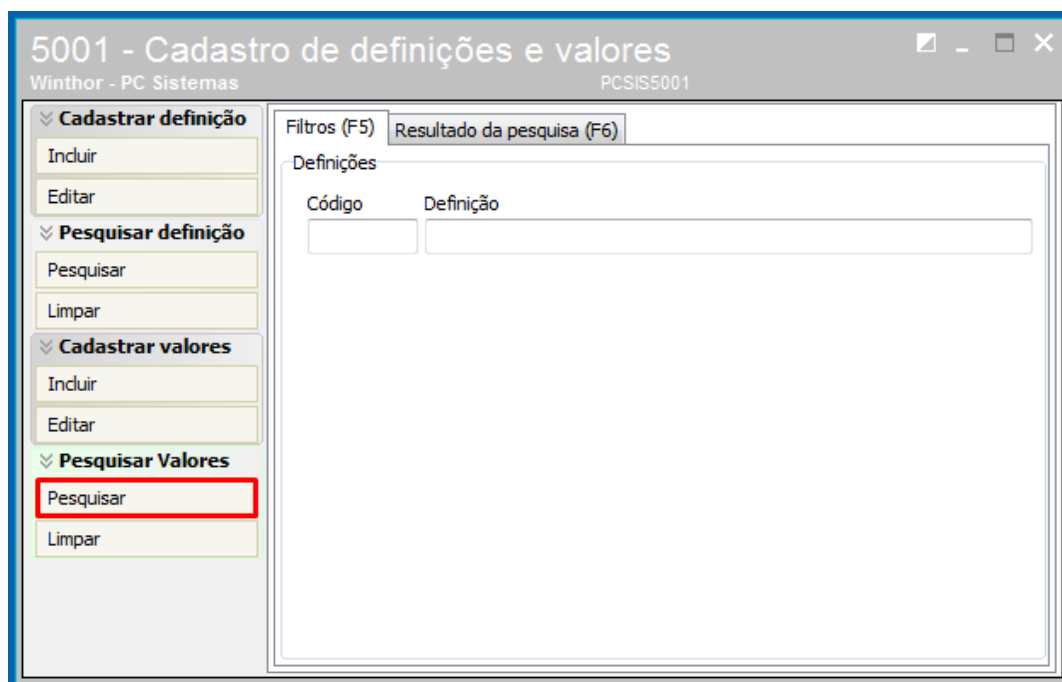 5001 - Cadastro de definições e valores
Winthor - PC Sistemas PCSIS5001
Cadastrar definição
Incluir
Editar
Pesquisar definição
Pesquisar
Limpar
Cadastrar valores
Incluir
Editar
Pesquisar Valores
Pesquisar
Limpar
Filtros (F5) Resultado da pesquisa (F6)
Definições
Código Definição